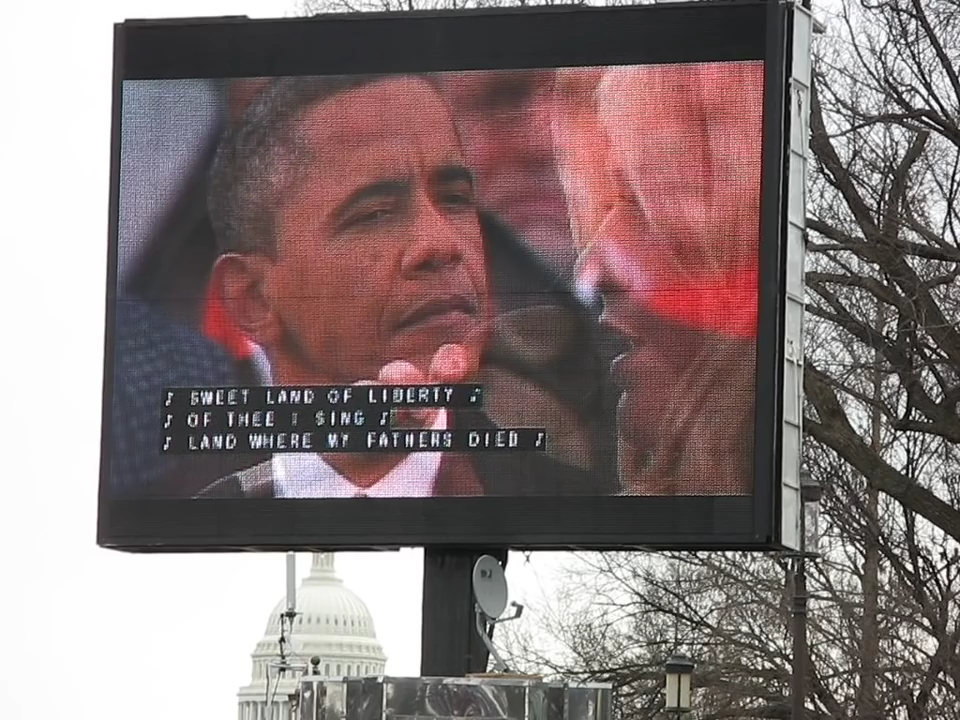 ♪ SWEET LAND OF LIBERTY ♪
♪ OF THEE I SING ♪
♪ LAND WHERE MY FATHERS DIED ♪